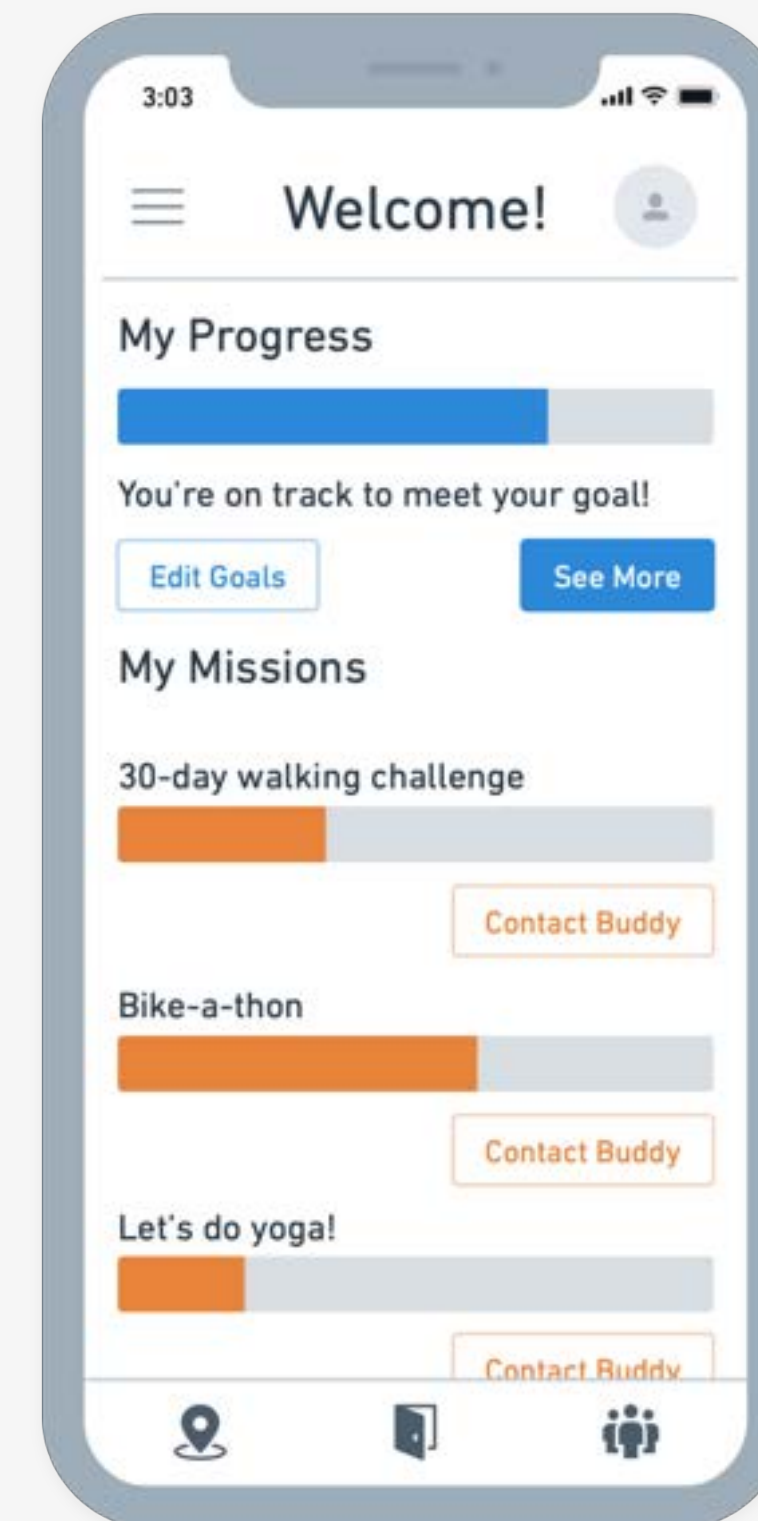 3:03
Welcome!
My Progress
You're on track to meet your goal!
Edit Goals
See More
My Missions
30-day walking challenge
Contact Buddy
Bike-a-thon
Contact Buddy
Let's do yoga!
Contact Buddy